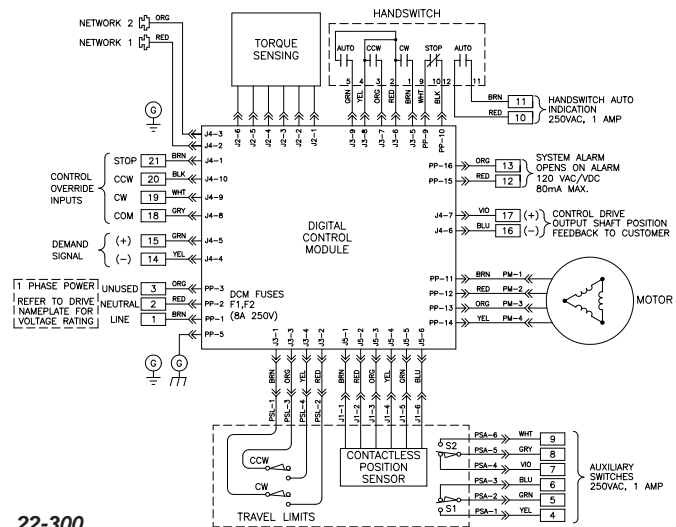 NETWORK 2 ORG
NETWORK 1 RED
TORQUE
SENSING
HANDSWITCH
AUTO CCW CW STOP AUTO
5 4 3 2 1 9 10 12 11
GRN YEL ORG RED BRN WHT BLK
BRN 11
RED 10
HANDSWITCH AUTO
INDICATION
250VAC, 1 AMP
G
J4-3
J4-2
J2-6 J2-5 J2-4 J2-3 J2-2 J2-1
J3-9 J3-8 J3-7 J3-6 J3-5 PP-9 PP-10
CONTROL
OVERRIDE
INPUTS
STOP 21 BRN J4-1
CCW 20 BLK J4-10
CW 19 WHT J4-9
COM 18 GRY J4-8
DEMAND
SIGNAL
(+) 15 GRN J4-5
(-) 14 YEL J4-4
1 PHASE POWER
REFER TO DRIVE
NAMEPLATE FOR
VOLTAGE RATING
UNUSED 3 ORG PP-3
NEUTRAL 2 RED PP-2
LINE 1 BRN PP-1
PP-5
G G
DIGITAL
CONTROL
MODULE
DCM FUSES
F1,F2
(8A 250V)
PP-16 ORG 13
PP-15 RED 12
SYSTEM ALARM
OPENS ON ALARM
120 VAC/VDC
80mA MAX.
J4-7 VIO 17 (+)
J4-6 BLU 16 (-)
CONTROL DRIVE
OUTPUT SHAFT POSITION
FEEDBACK TO CUSTOMER
PP-11 BRN PM-1
PP-12 RED PM-2
PP-13 ORG PM-3
PP-14 YEL PM-4
MOTOR
J3-1 J3-3 J3-4 J3-2 J5-1 J5-2 J5-3 J5-4 J5-5 J5-6
BRN ORG YEL RED BRN RED ORG YEL GRN BLU
PSL-1 PSL-3 PSL-4 PSL-2 J1-1 J1-2 J1-3 J1-4 J1-5 J1-6
CCW
CW
TRAVEL LIMITS
CONTACTLESS
POSITION
SENSOR
S2
S1
PSA-6 WHT 9
PSA-5 GRY 8
PSA-4 VIO 7
PSA-3 BLU 6
PSA-2 GRN 5
PSA-1 YEL 4
AUXILIARY
SWITCHES
250VAC, 1 AMP
22-300